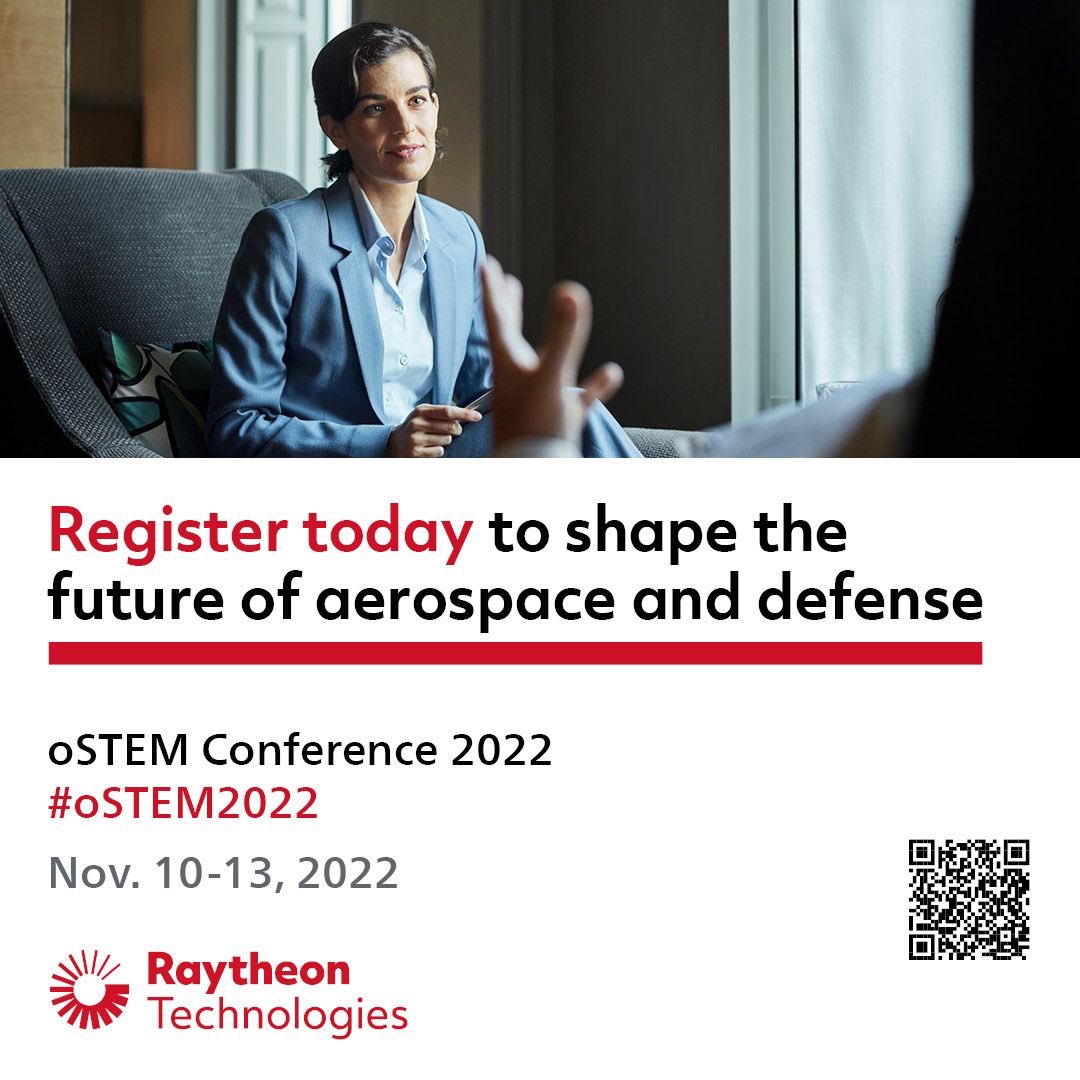 Register today to shape the
future of aerospace and defense
oSTEM Conference 2022
#oSTEM2022
Nov. 10-13, 2022
Raytheon
Technologies